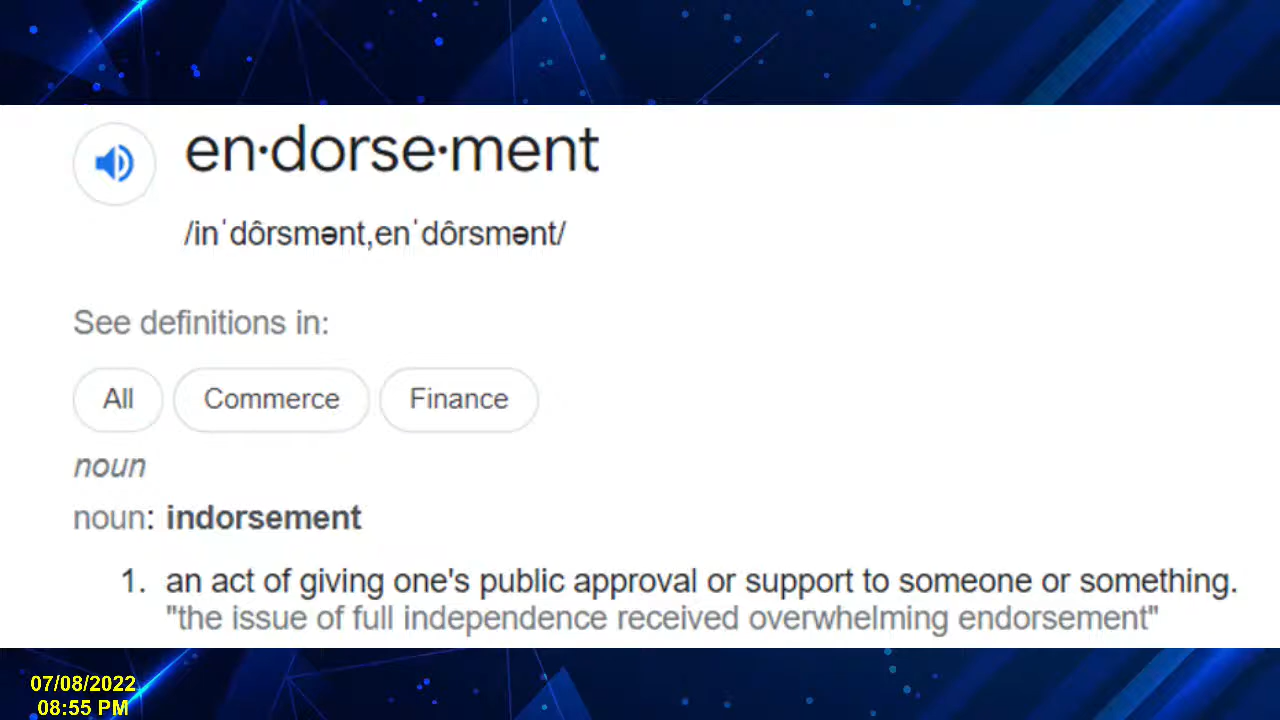 en·dorse·ment
/inˈdôrsmənt,enˈdôrsmənt/
See definitions in:
All
Commerce
Finance
noun
noun: indorsement
1. an act of giving one's public approval or support to someone or something.
"the issue of full independence received overwhelming endorsement"
07/08/2022
08:55 PM